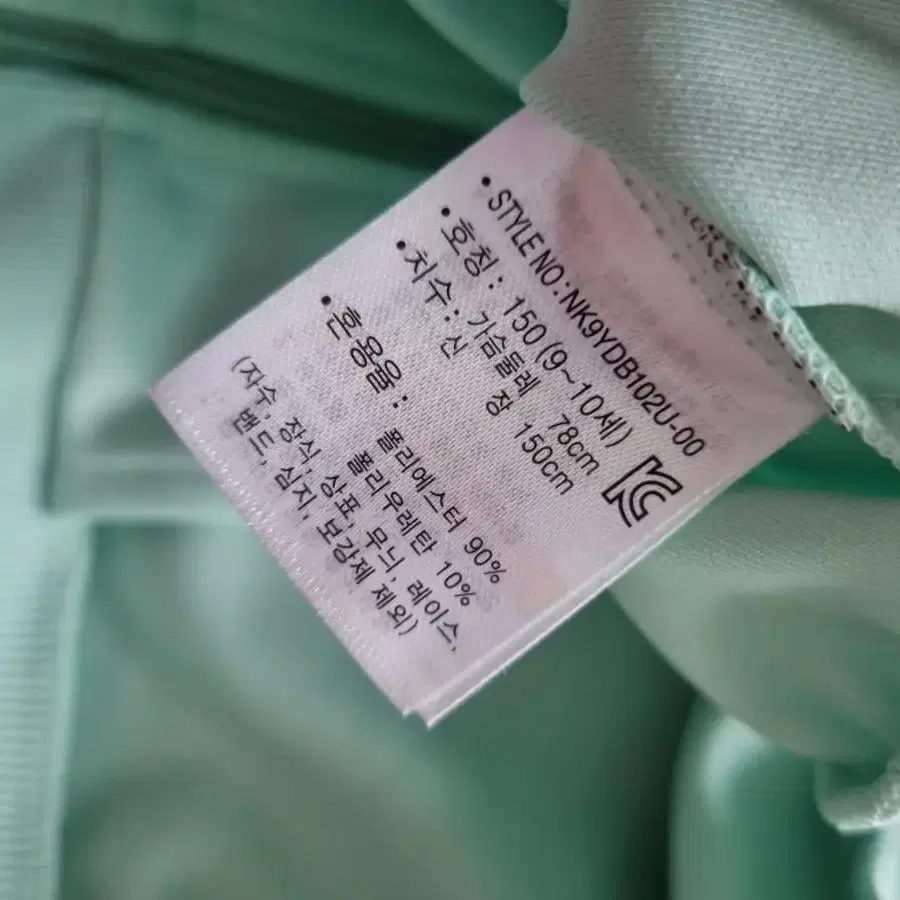 • STYLE NO : NK9YDB102U-00
• 호칭 : 150 (9~10세)
• 치수 : 가슴둘레 78cm
신 장 150cm
• 혼용율 : 폴리에스터 90%
폴리우레탄 10%
(자수, 장식, 상표, 무늬, 레이스,
밴드, 심지, 보강제 제외)